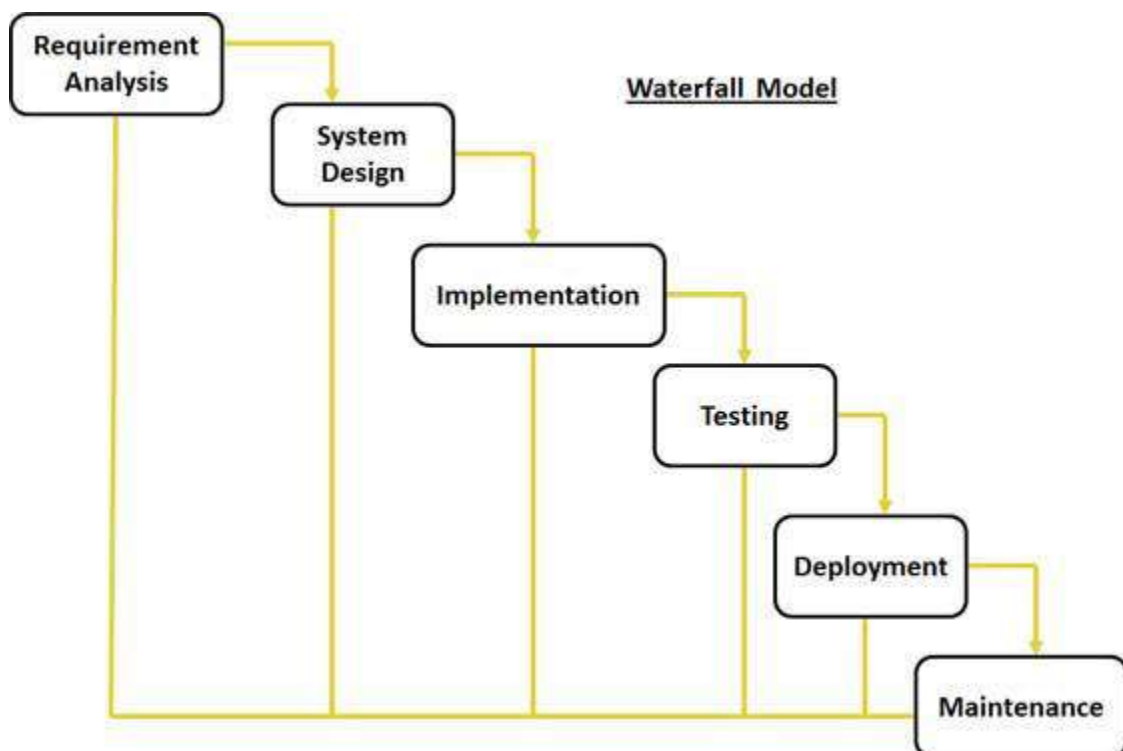 Requirement
Analysis
Waterfall Model
System
Design
Implementation
Testing
Deployment
Maintenance